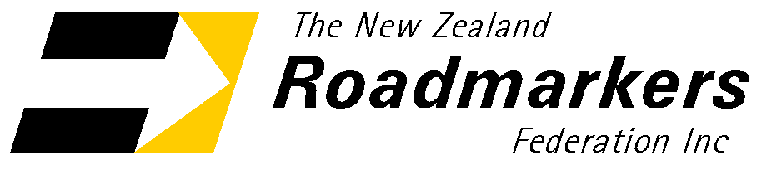 The New Zealand
Roadmarkers
Federation Inc